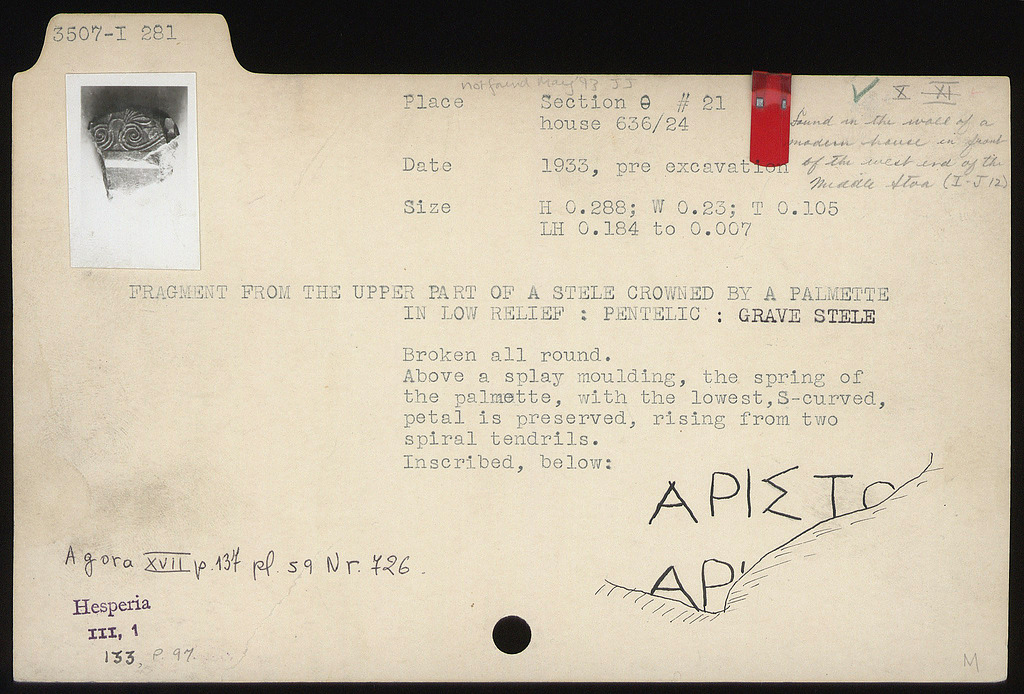 3507-I 281
not found May '93 JJ
Place Section Θ # 21
house 636/24
X XI
Found in the wall of a
modern house in front
of the west end of the
Middle Stoa (I-J 12)
Date 1933, pre excavation
Size H 0.288; W 0.23; T 0.105
LH 0.184 to 0.007
FRAGMENT FROM THE UPPER PART OF A STELE CROWNED BY A PALMETTE
IN LOW RELIEF : PENTELIC : GRAVE STELE
Broken all round.
Above a splay moulding, the spring of
the palmette, with the lowest,S-curved,
petal is preserved, rising from two
spiral tendrils.
Inscribed, below:
ΑΡΙΣΤΟ
ΑΡΙ
Agora XVII p.137 pl. 59 Nr. 726.
Hesperia
III, 1
133, P. 97.
M